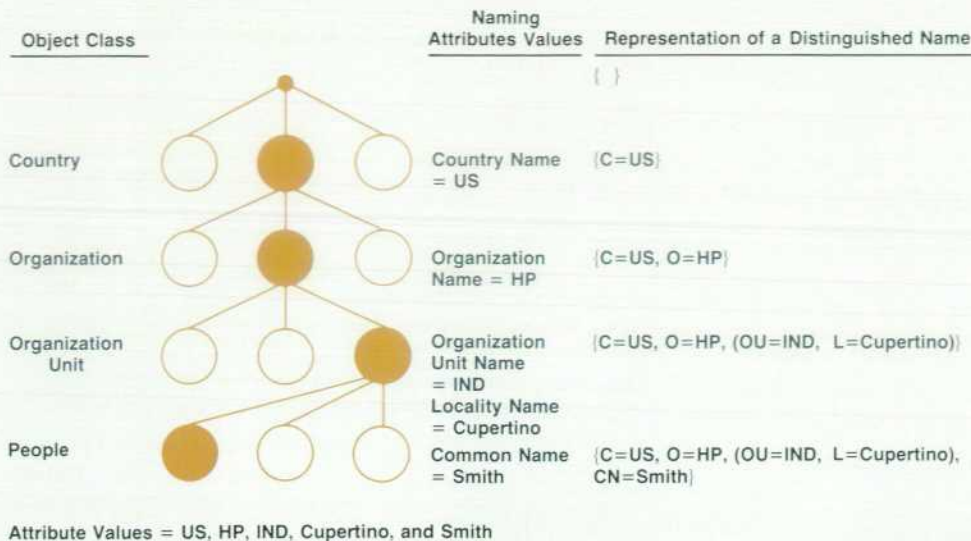 Object Class
Naming
Attributes Values
Representation of a Distinguished Name
{ }
Country
Country Name
= US
{C=US}
Organization
Organization
Name = HP
{C=US, O=HP}
Organization
Unit
Organization
Unit Name
= IND
Locality Name
= Cupertino
{C=US, O=HP, (OU=IND, L=Cupertino)}
People
Common Name
= Smith
{C=US, O=HP, (OU=IND, L=Cupertino),
CN=Smith}
Attribute Values = US, HP, IND, Cupertino, and Smith